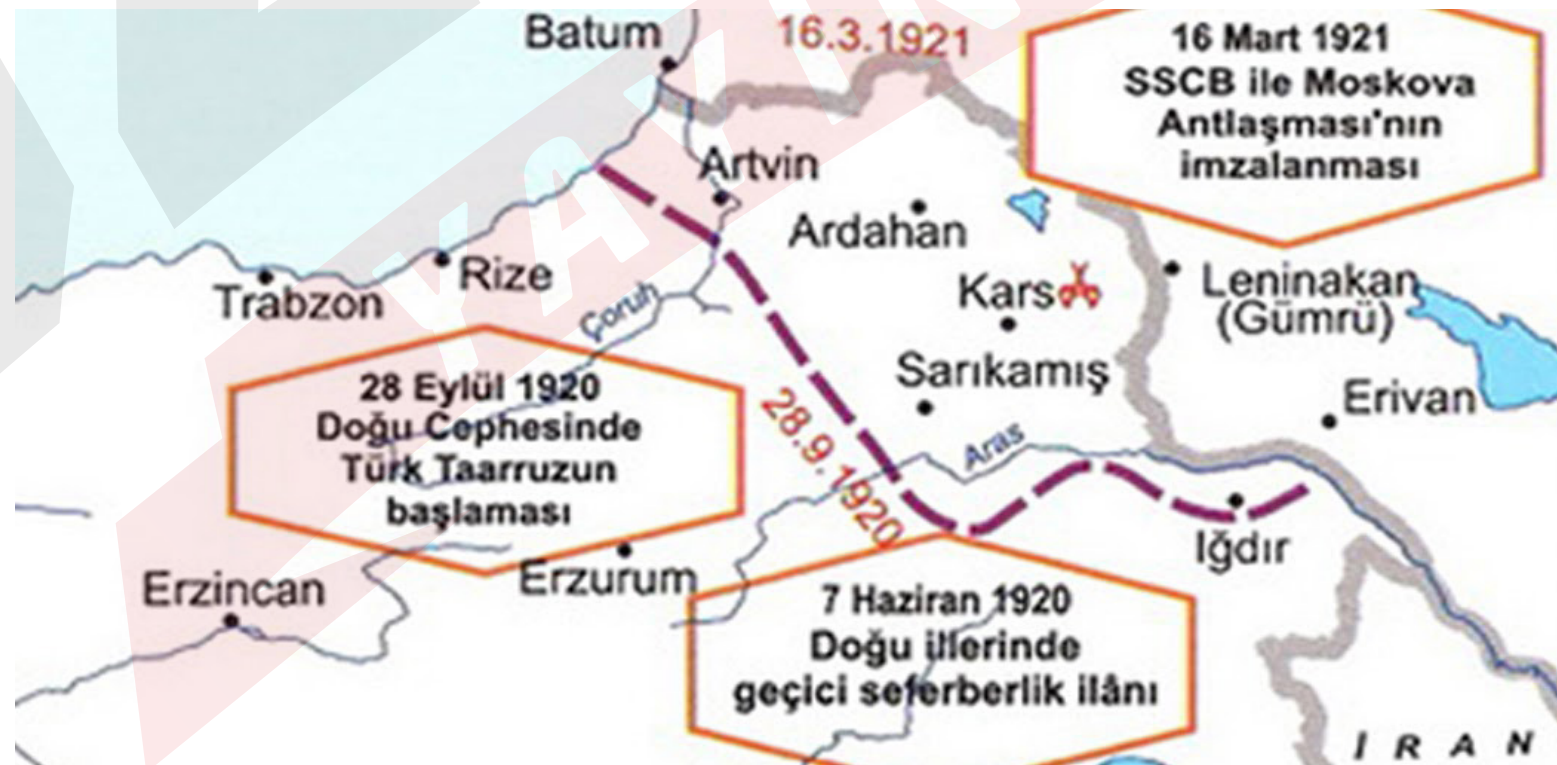 Batum
16.3.1921
16 Mart 1921
SSCB ile Moskova
Antlaşması'nın
imzalanması
Artvin
Ardahan
Rize
Trabzon
Kars
Leninakan
(Gümrü)
Çoruh
Sarıkamış
Erivan
28 Eylül 1920
Doğu Cephesinde
Türk Taarruzun
başlaması
28.9.1920
Aras
Iğdır
Erzurum
Erzincan
7 Haziran 1920
Doğu illerinde
geçici seferberlik ilânı
İRAN